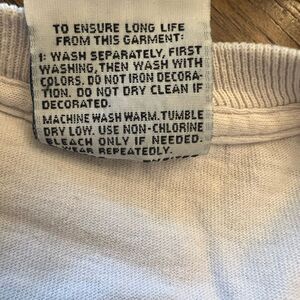 TO ENSURE LONG LIFE
FROM THIS GARMENT:
1: WASH SEPARATELY, FIRST
WASHING, THEN WASH WITH
COLORS. DO NOT IRON DECORA-
TION. DO NOT DRY CLEAN IF
DECORATED.
MACHINE WASH WARM. TUMBLE
DRY LOW. USE NON-CHLORINE
BLEACH ONLY IF NEEDED.
WEAR REPEATEDLY.